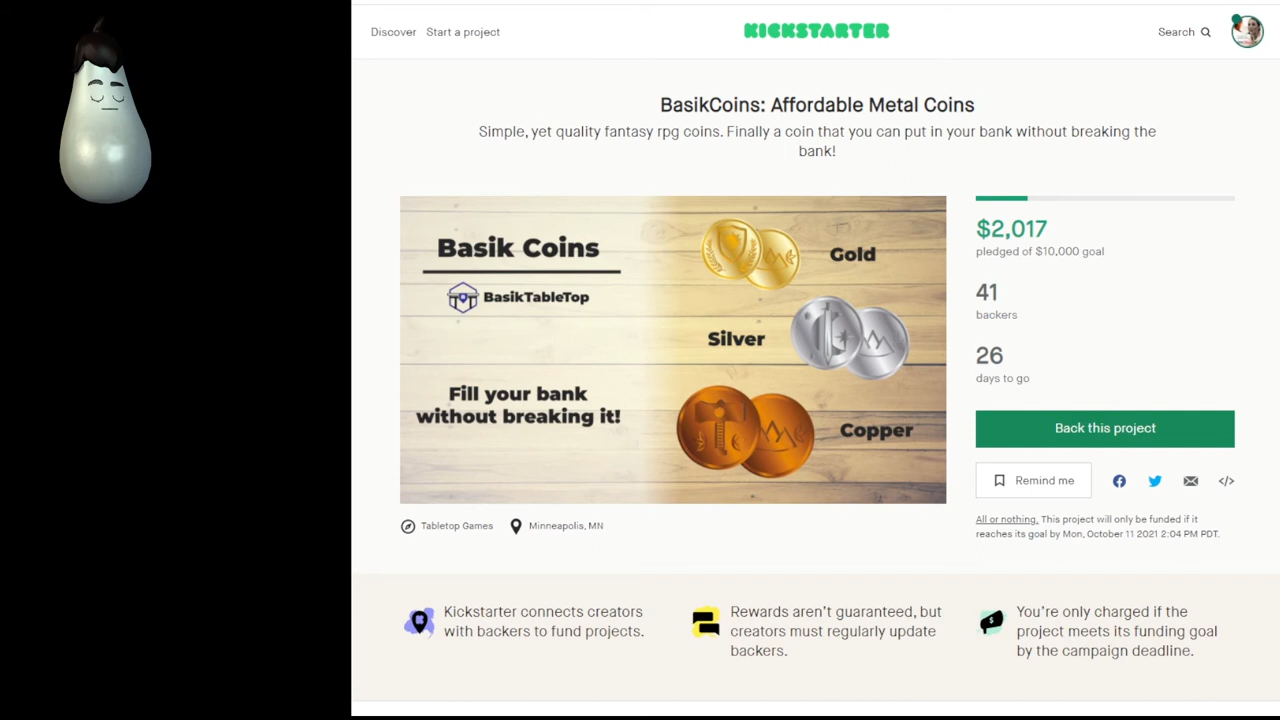 Discover Start a project KICKSTARTER Search
BasikCoins: Affordable Metal Coins
Simple, yet quality fantasy rpg coins. Finally a coin that you can put in your bank without breaking the
bank!
Basik Coins
BasikTableTop
Gold
Silver
Fill your bank
without breaking it!
Copper
$2,017
pledged of $10,000 goal
41
backers
26
days to go
Back this project
Remind me
All or nothing. This project will only be funded if it
reaches its goal by Mon, October 11 2021 2:04 PM PDT.
Tabletop Games Minneapolis, MN
Kickstarter connects creators
with backers to fund projects.
Rewards aren't guaranteed, but
creators must regularly update
backers.
You're only charged if the
project meets its funding goal
by the campaign deadline.